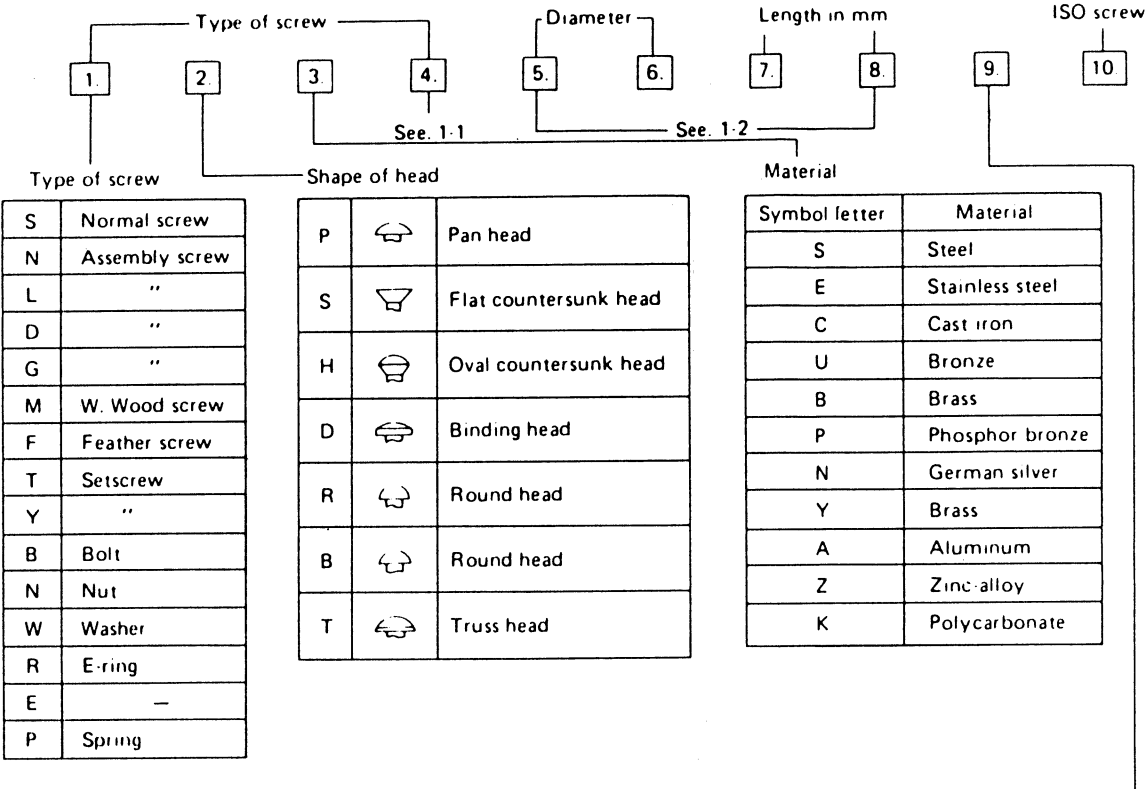 Type of screw
Diameter
Length in mm
ISO screw
1. 2. 3. 4. 5. 6. 7. 8. 9. 10
See. 1·1
See. 1·2
Type of screw
S Normal screw
N Assembly screw
L "
D "
G "
M W. Wood screw
F Feather screw
T Setscrew
Y "
B Bolt
N Nut
W Washer
R E-ring
E —
P Spring
Shape of head
P Pan head
S Flat countersunk head
H Oval countersunk head
D Binding head
R Round head
B Round head
T Truss head
Material
Symbol letter Material
S Steel
E Stainless steel
C Cast iron
U Bronze
B Brass
P Phosphor bronze
N German silver
Y Brass
A Aluminum
Z Zinc-alloy
K Polycarbonate